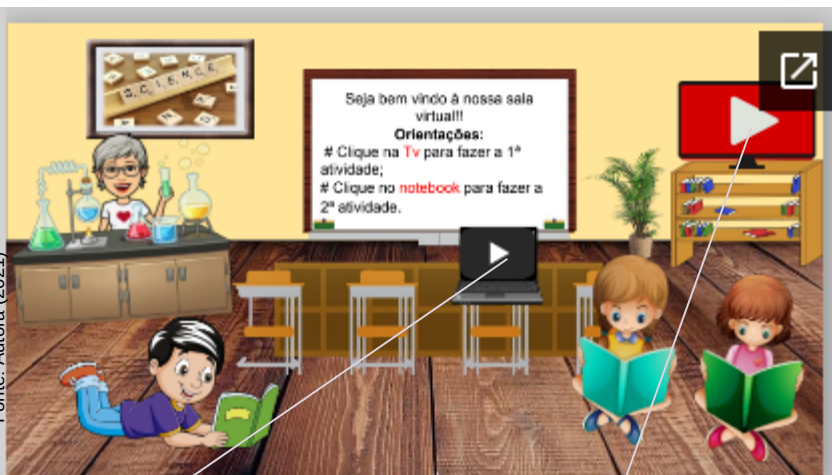 S C I E N C E
Seja bem vindo à nossa sala
virtual!!
Orientações:
# Clique na Tv para fazer a 1ª
atividade;
# Clique no notebook para fazer a
2ª atividade.
Fonte: Autora (2021)